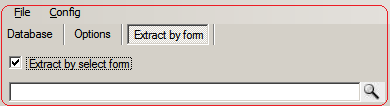 File Config
Database Options Extract by form
Extract by select form